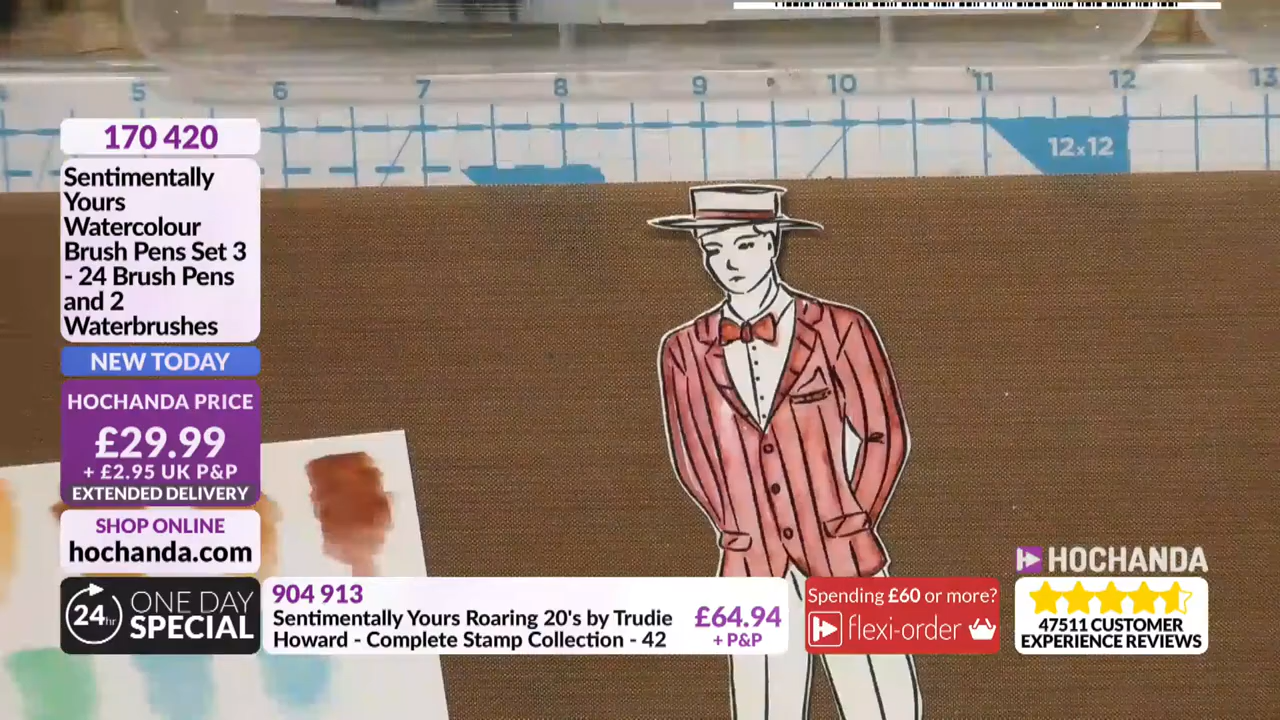 5 6 7 8 9 10 11 12 13
12x12
170 420
Sentimentally
Yours
Watercolour
Brush Pens Set 3
- 24 Brush Pens
and 2
Waterbrushes
NEW TODAY
HOCHANDA PRICE
£29.99
+ £2.95 UK P&P
EXTENDED DELIVERY
SHOP ONLINE
hochanda.com
24hr
ONE DAY
SPECIAL
904 913
Sentimentally Yours Roaring 20's by Trudie
Howard - Complete Stamp Collection - 42
£64.94
+ P&P
Spending £60 or more?
flexi-order
HOCHANDA
47511 CUSTOMER
EXPERIENCE REVIEWS